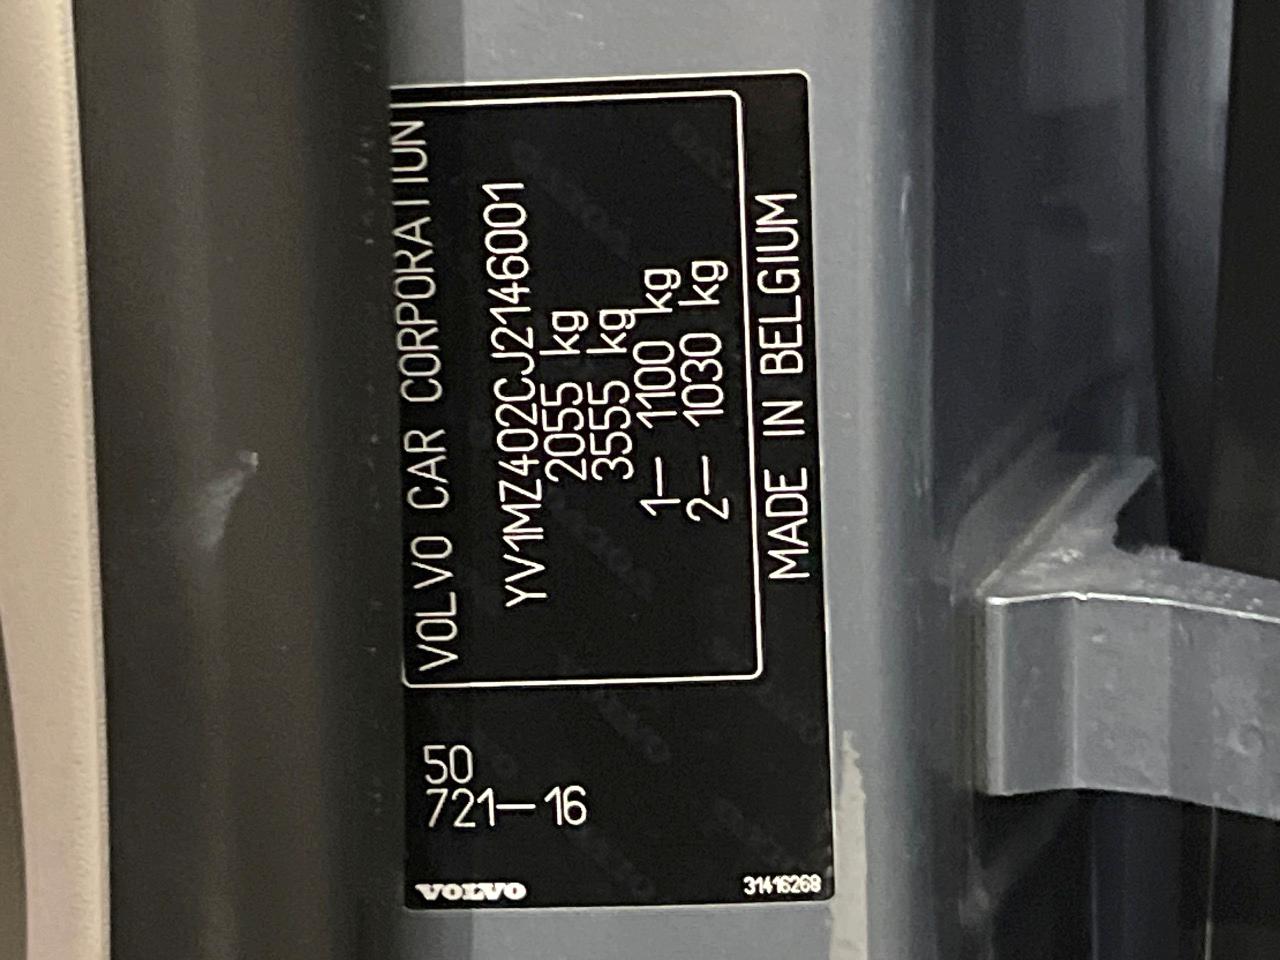 VOLVO CAR CORPORATION
YV1MZ402CJ2146001
2055 kg
3555 kg
1— 1100 kg
2— 1030 kg
MADE IN BELGIUM
50
721—16
VOLVO
31416268